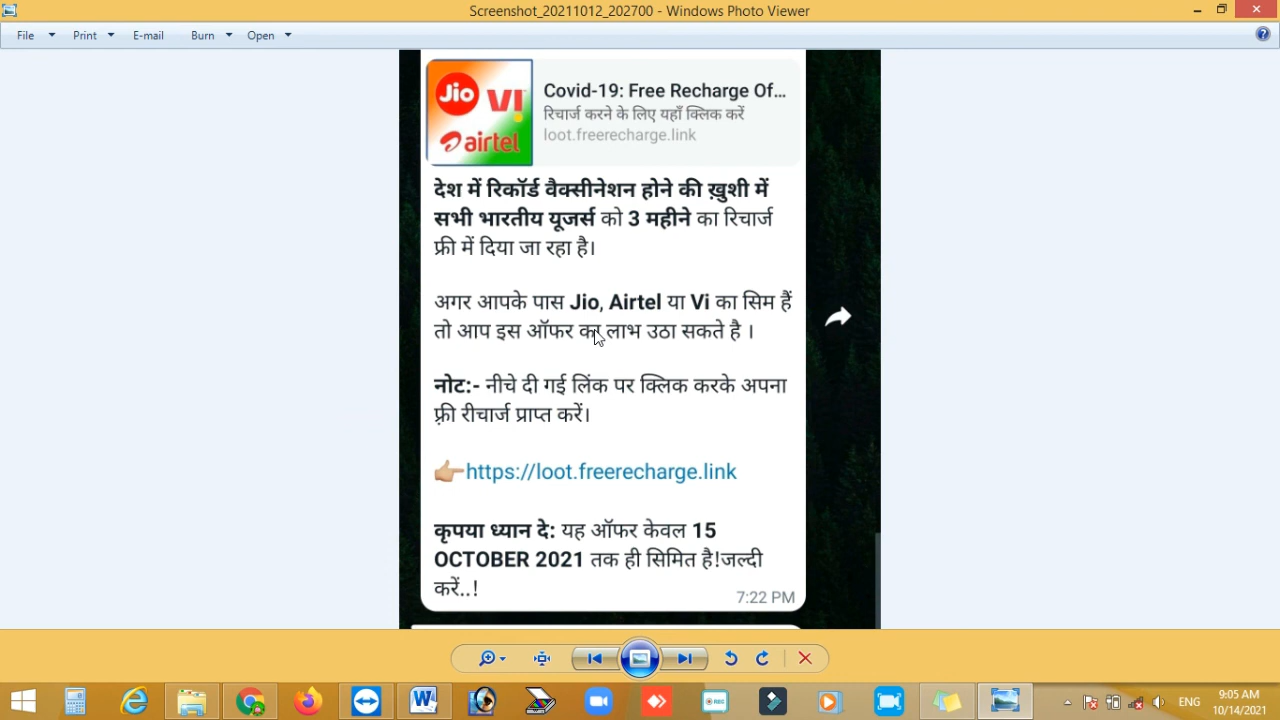 Screenshot_20211012_202700 - Windows Photo Viewer
File Print E-mail Burn Open
Jio
VI
airtel
Covid-19: Free Recharge Of...
रिचार्ज करने के लिए यहाँ क्लिक करें
loot.freerecharge.link
देश में रिकॉर्ड वैक्सीनेशन होने की ख़ुशी में
सभी भारतीय यूजर्स को 3 महीने का रिचार्ज
फ्री में दिया जा रहा है।
अगर आपके पास Jio, Airtel या Vi का सिम हैं
तो आप इस ऑफर का लाभ उठा सकते है ।
नोट:- नीचे दी गई लिंक पर क्लिक करके अपना
फ़्री रीचार्ज प्राप्त करें।
👉🏼https://loot.freerecharge.link
कृपया ध्यान दे: यह ऑफर केवल 15
OCTOBER 2021 तक ही सिमित है!जल्दी
करें..!
7:22 PM
REC
ENG
9:05 AM
10/14/2021